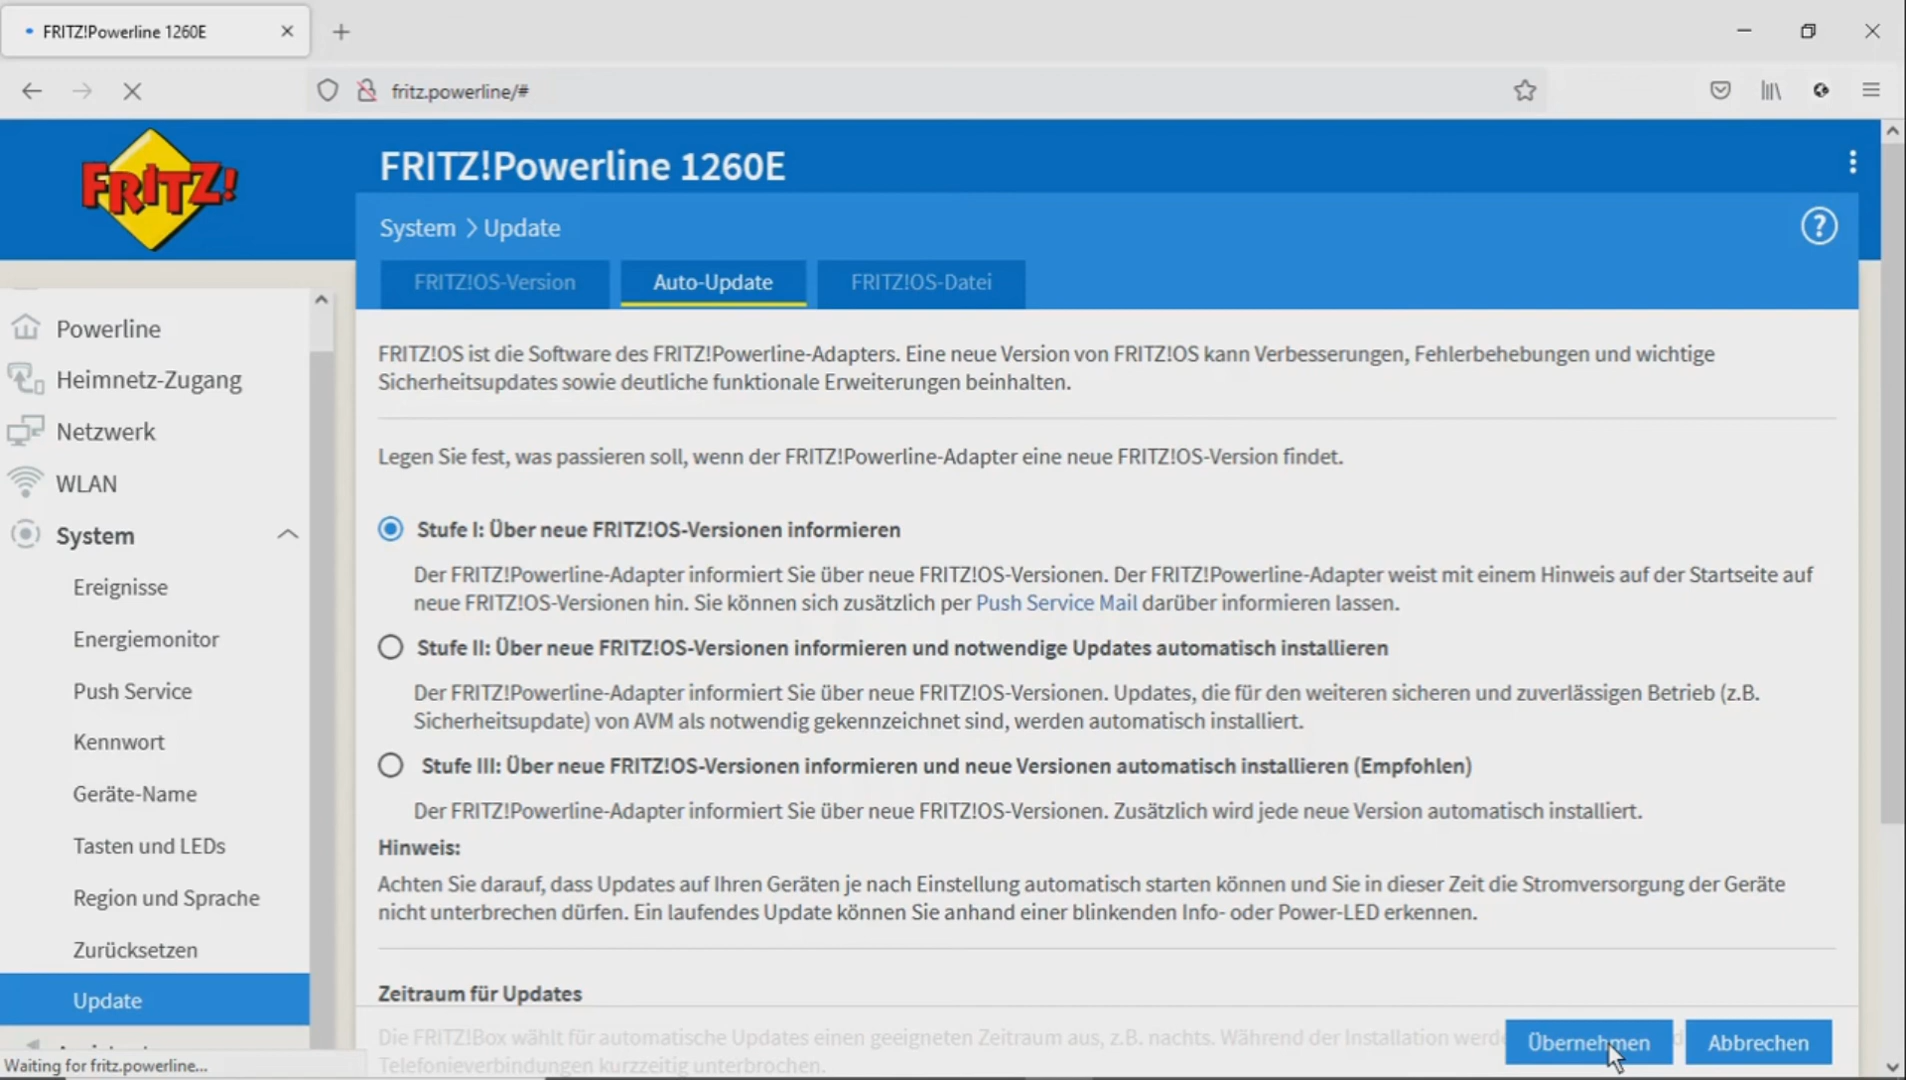 FRITZ!Powerline 1260E
fritz.powerline/#
FRITZ!
FRITZ!Powerline 1260E
System > Update
?
FRITZ!OS-Version
Auto-Update
FRITZ!OS-Datei
Powerline
Heimnetz-Zugang
Netzwerk
WLAN
System
Ereignisse
Energiemonitor
Push Service
Kennwort
Geräte-Name
Tasten und LEDs
Region und Sprache
Zurücksetzen
Update
FRITZ!OS ist die Software des FRITZ!Powerline-Adapters. Eine neue Version von FRITZ!OS kann Verbesserungen, Fehlerbehebungen und wichtige
Sicherheitsupdates sowie deutliche funktionale Erweiterungen beinhalten.
Legen Sie fest, was passieren soll, wenn der FRITZ!Powerline-Adapter eine neue FRITZ!OS-Version findet.
Stufe I: Über neue FRITZ!OS-Versionen informieren
Der FRITZ!Powerline-Adapter informiert Sie über neue FRITZ!OS-Versionen. Der FRITZ!Powerline-Adapter weist mit einem Hinweis auf der Startseite auf
neue FRITZ!OS-Versionen hin. Sie können sich zusätzlich per Push Service Mail darüber informieren lassen.
Stufe II: Über neue FRITZ!OS-Versionen informieren und notwendige Updates automatisch installieren
Der FRITZ!Powerline-Adapter informiert Sie über neue FRITZ!OS-Versionen. Updates, die für den weiteren sicheren und zuverlässigen Betrieb (z.B.
Sicherheitsupdate) von AVM als notwendig gekennzeichnet sind, werden automatisch installiert.
Stufe III: Über neue FRITZ!OS-Versionen informieren und neue Versionen automatisch installieren (Empfohlen)
Der FRITZ!Powerline-Adapter informiert Sie über neue FRITZ!OS-Versionen. Zusätzlich wird jede neue Version automatisch installiert.
Hinweis:
Achten Sie darauf, dass Updates auf Ihren Geräten je nach Einstellung automatisch starten können und Sie in dieser Zeit die Stromversorgung der Geräte
nicht unterbrechen dürfen. Ein laufendes Update können Sie anhand einer blinkenden Info- oder Power-LED erkennen.
Zeitraum für Updates
Die FRITZ!Box wählt für automatische Updates einen geeigneten Zeitraum aus, z.B. nachts. Während der Installation
Telefonieverbindungen kurzzeitig unterbrochen.
Übernehmen
Abbrechen
Waiting for fritz.powerline...